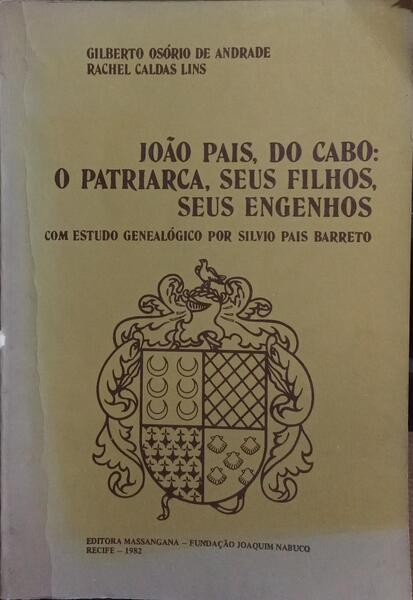 GILBERTO OSÓRIO DE ANDRADE
RACHEL CALDAS LINS
JOÃO PAIS, DO CABO:
O PATRIARCA, SEUS FILHOS,
SEUS ENGENHOS
COM ESTUDO GENEALÓGICO POR SILVIO PAIS BARRETO
EDITORA MASSANGANA – FUNDAÇÃO JOAQUIM NABUCO
RECIFE – 1982